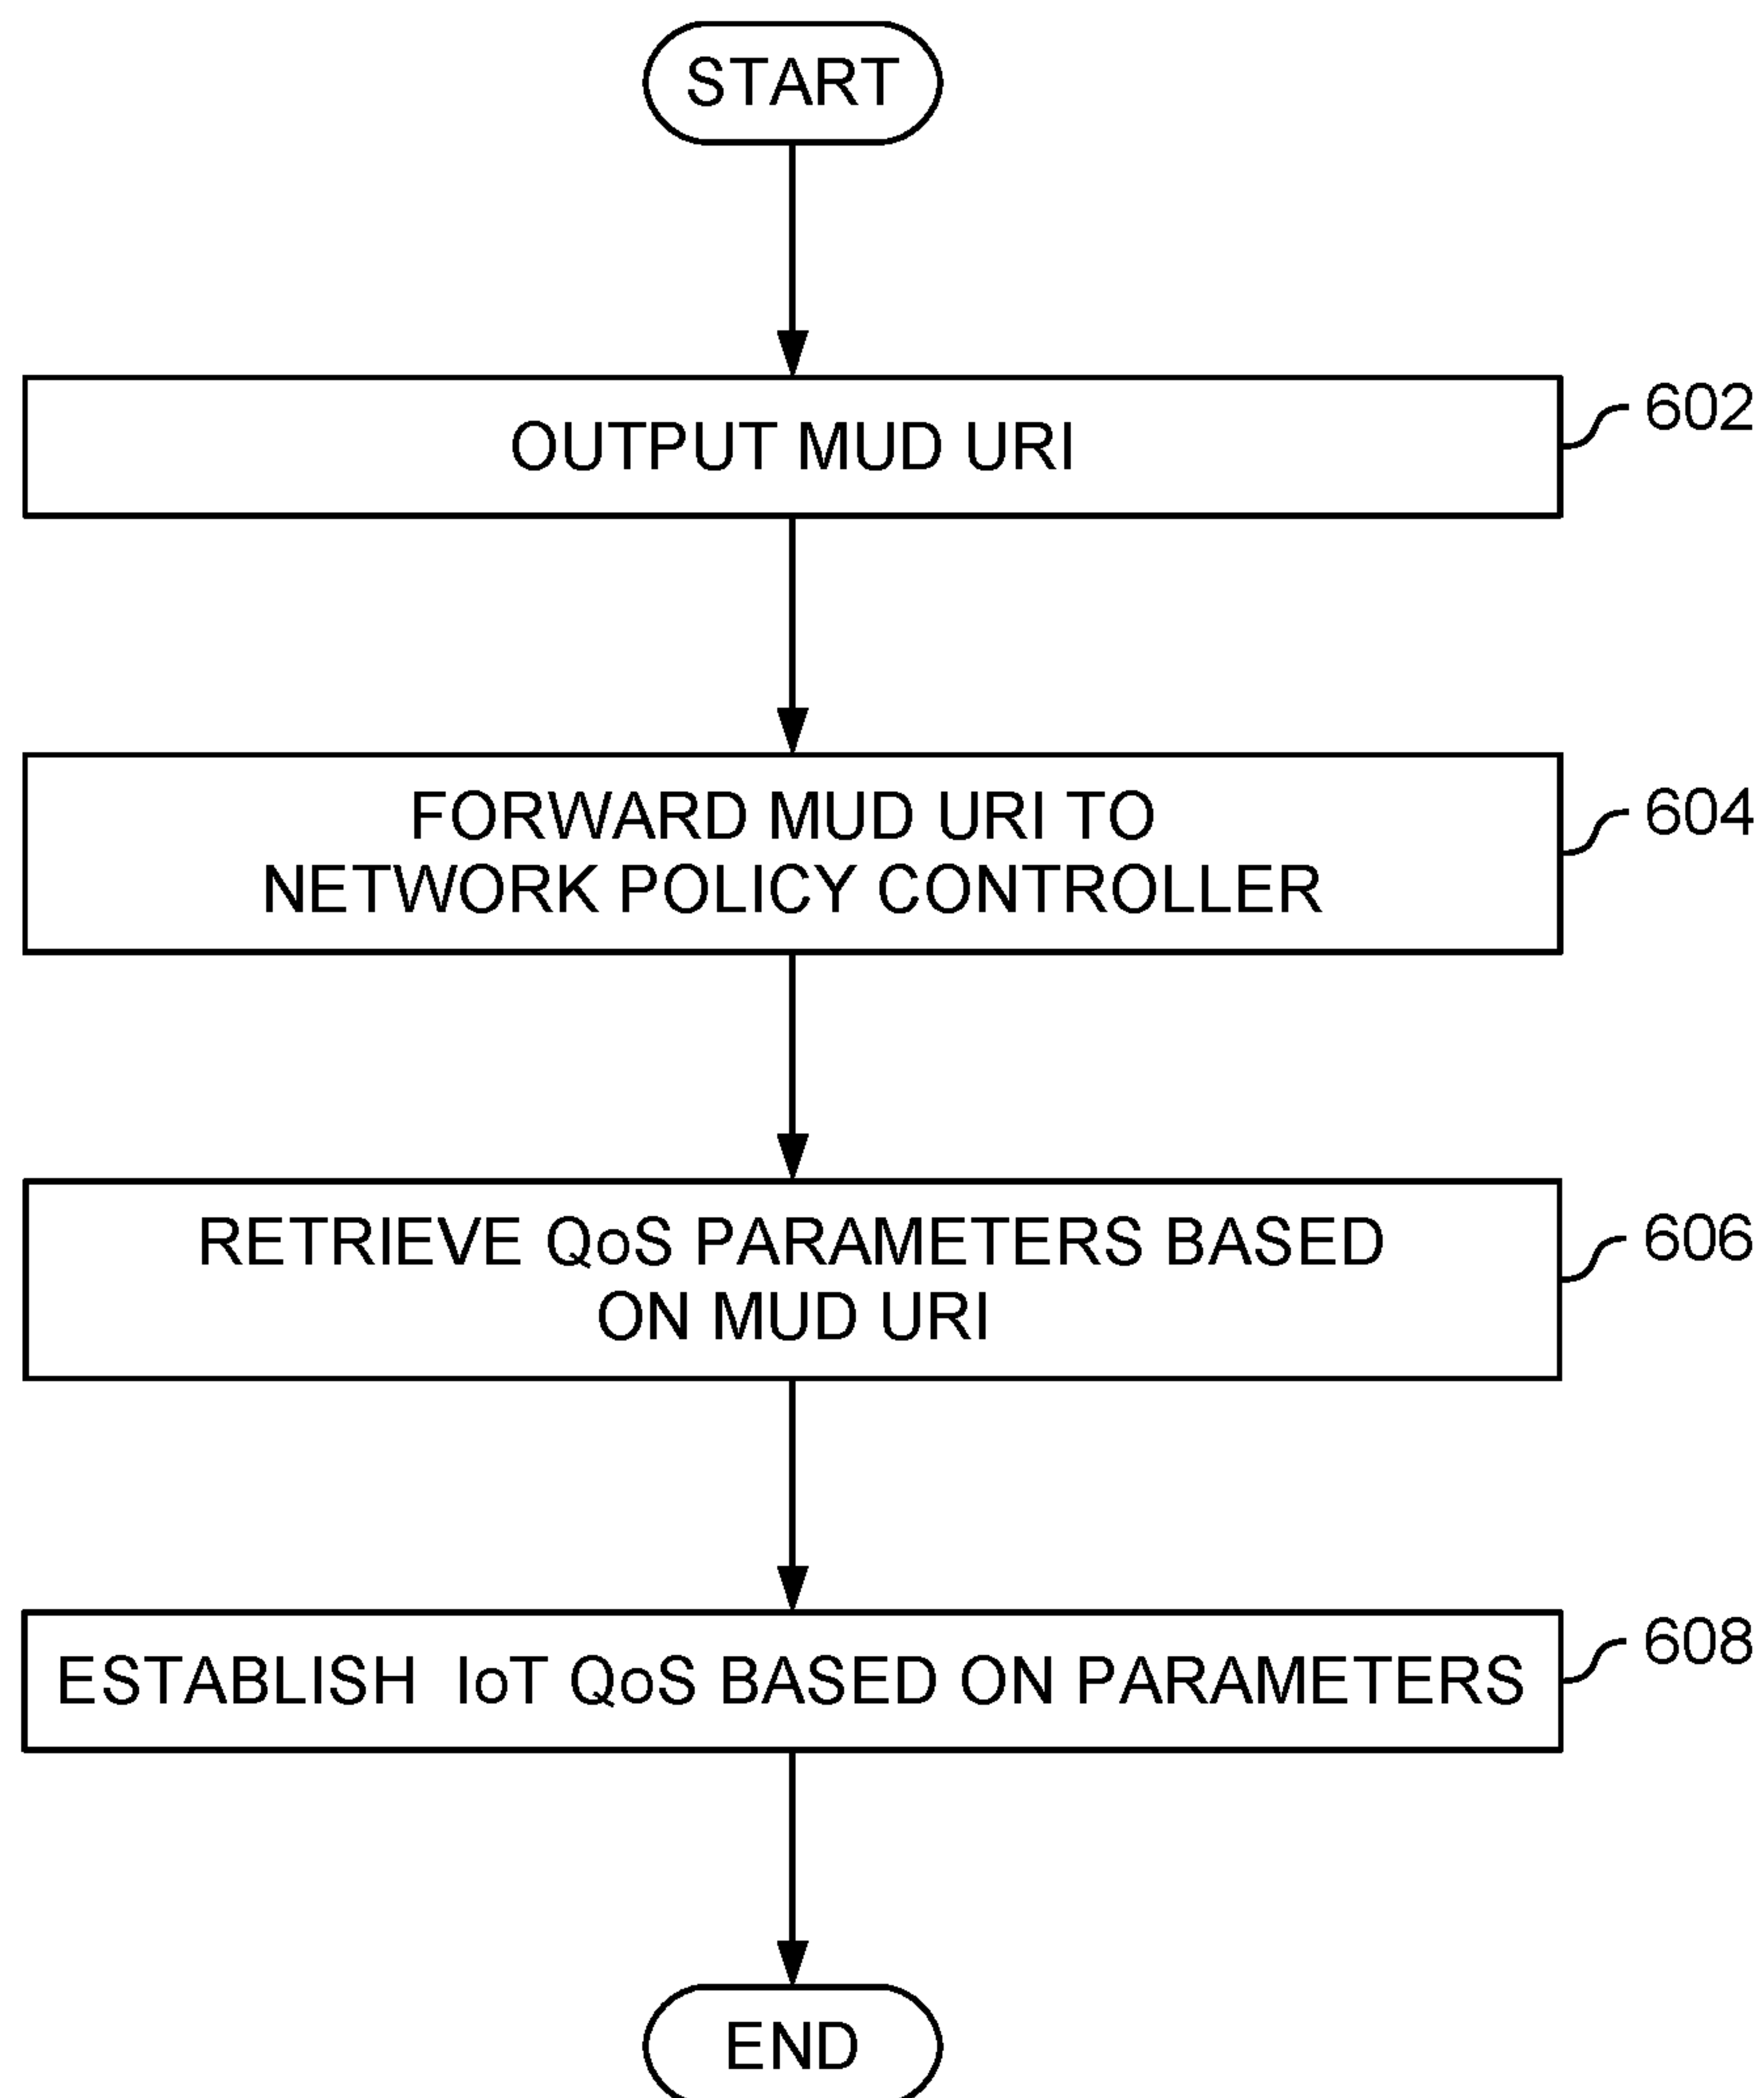 START
OUTPUT MUD URI
602
FORWARD MUD URI TO
NETWORK POLICY CONTROLLER
604
RETRIEVE QoS PARAMETERS BASED
ON MUD URI
606
ESTABLISH IoT QoS BASED ON PARAMETERS
608
END